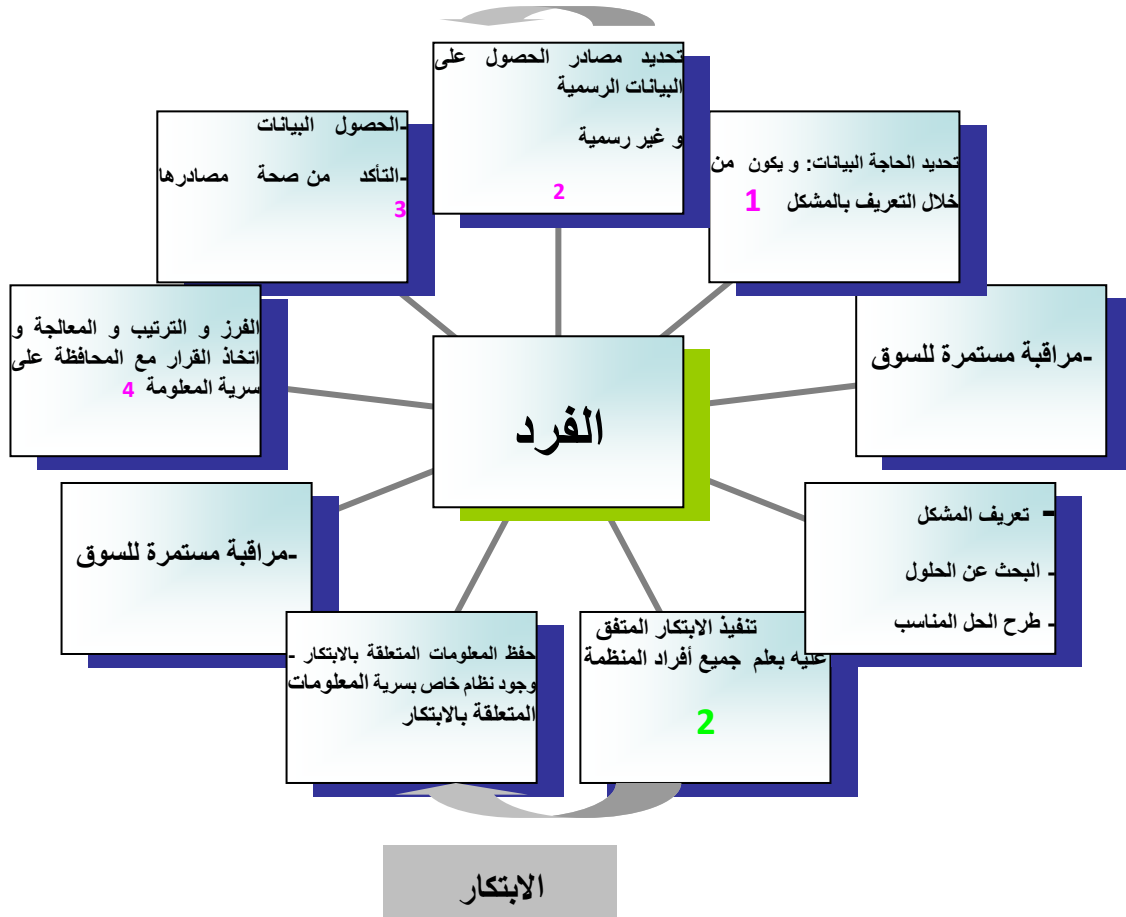 تحديد مصادر الحصول على
البيانات الرسمية
و غير رسمية
2
تحديد الحاجة البيانات: و يكون من
خلال التعريف بالمشكل 1
-الحصول البيانات
-التأكد من صحة مصادرها
3
الفرز و الترتيب و المعالجة و
اتخاذ القرار مع المحافظة على
سرية المعلومة 4
-مراقبة مستمرة للسوق
الفرد
-مراقبة مستمرة للسوق
- تعريف المشكل
- البحث عن الحلول
- طرح الحل المناسب
تنفيذ الابتكار المتفق
عليه بعلم جميع أفراد المنظمة
2
حفظ المعلومات المتعلقة بالابتكار -
وجود نظام خاص بسرية المعلومات
المتعلقة بالابتكار
الابتكار